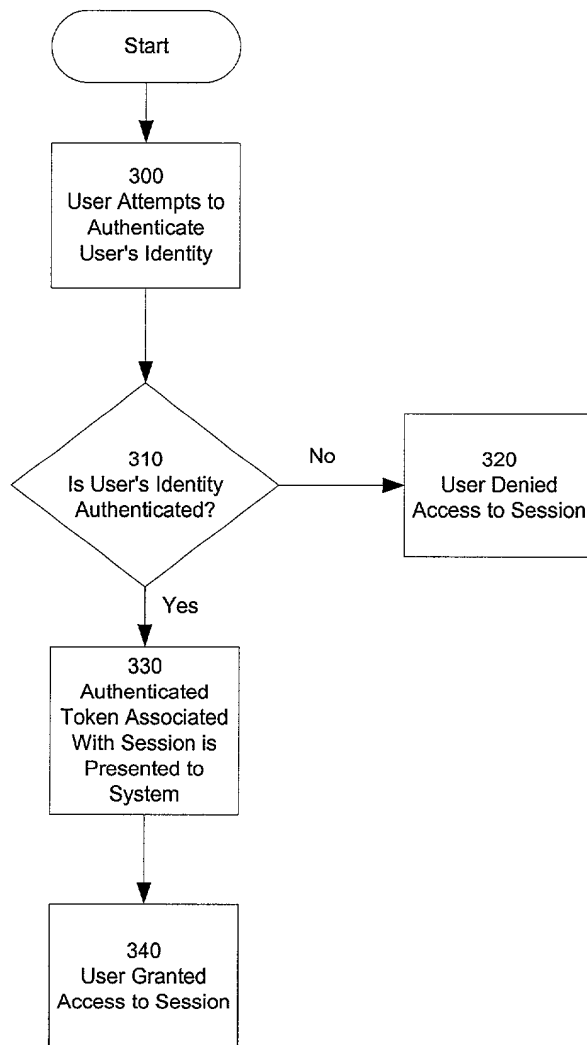 Start
300
User Attempts to
Authenticate
User's Identity
310
Is User's Identity
Authenticated?
No
320
User Denied
Access to Session
Yes
330
Authenticated
Token Associated
With Session is
Presented to
System
340
User Granted
Access to Session